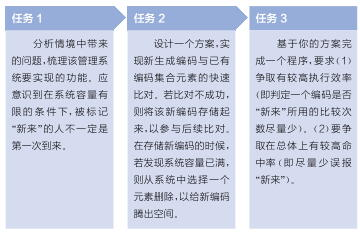 任务 1
分析情境中带来
的问题，梳理该管理系
统要实现的功能。应
意识到在系统容量有
限的条件下，被标记
“新来”的人不一定是
第一次到来。
任务 2
设计一个方案，实
现新生成编码与已有
编码集合元素的快速
比对。若比对不成功，
则将该新编码存储起
来，以参与后续比对。
在存储新编码的时候，
若发现系统容量已满，
则从系统中选择一个
元素删除，以给新编码
腾出空间。
任务 3
基于你的方案完
成一个程序，要求（1）
争取有较高执行效率
（即判定一个编码是否
“新来”所用的比较次
数尽量少）、（2）要争
取在总体上有较高命
中率（即尽量少误报
“新来”）。